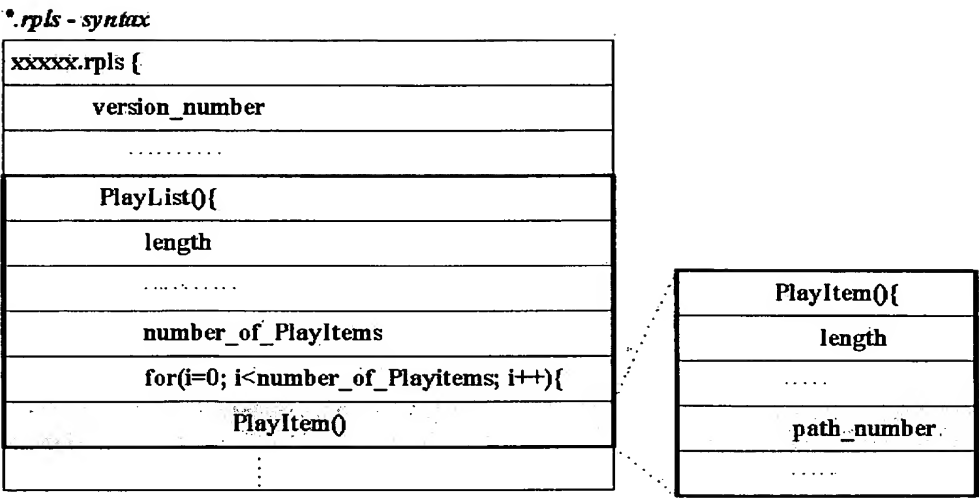 *.rpls - syntax
xxxxx.rpls {
version_number
..........
PlayList(){
length
..........
number_of_PlayItems
for(i=0; i<number_of_Playitems; i++){
PlayItem()
⋮
PlayItem(){
length
.....
path_number
.....